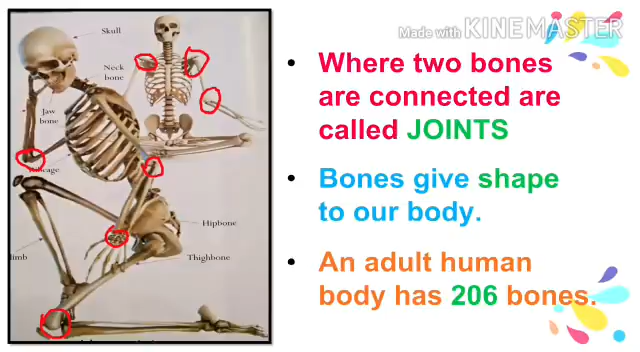 Made with KINEMASTER
Skull
Neck
bone
Jaw
bone
Ribcage
Hipbone
limb
Thighbone
• Where two bones
are connected are
called JOINTS
• Bones give shape
to our body.
• An adult human
body has 206 bones.